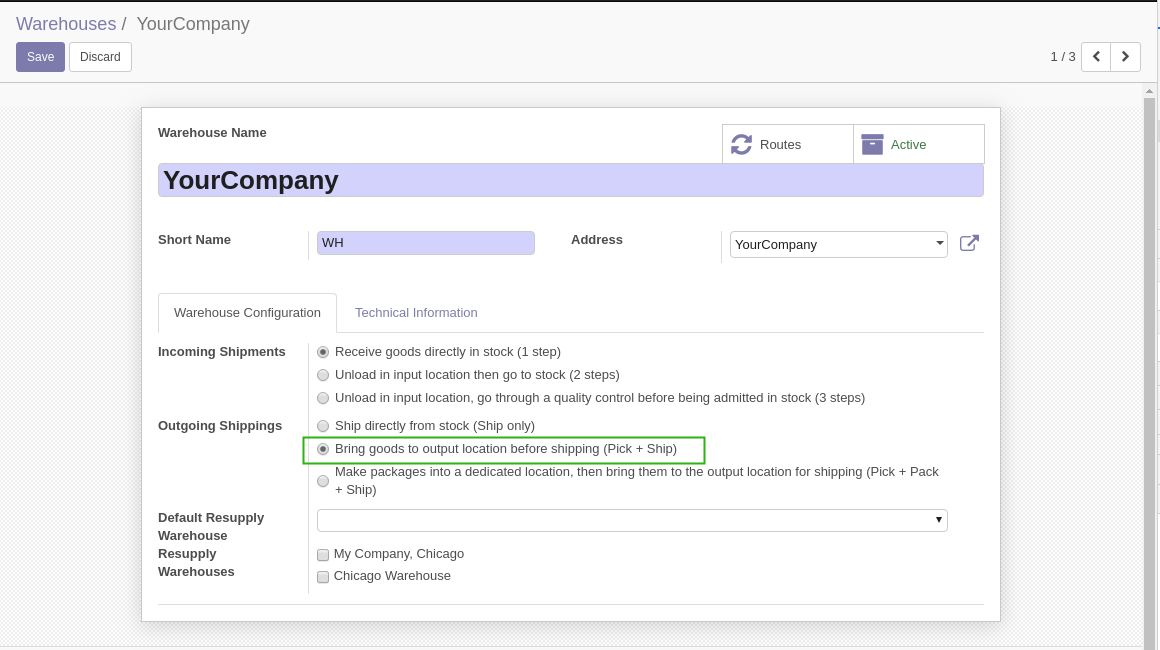 Warehouses / YourCompany
Save Discard
1 / 3
Warehouse Name
Routes
Active
YourCompany
Short Name
WH
Address
YourCompany
Warehouse Configuration
Technical Information
Incoming Shipments
Receive goods directly in stock (1 step)
Unload in input location then go to stock (2 steps)
Unload in input location, go through a quality control before being admitted in stock (3 steps)
Outgoing Shippings
Ship directly from stock (Ship only)
Bring goods to output location before shipping (Pick + Ship)
Make packages into a dedicated location, then bring them to the output location for shipping (Pick + Pack
+ Ship)
Default Resupply
Warehouse
Resupply
Warehouses
My Company, Chicago
Chicago Warehouse